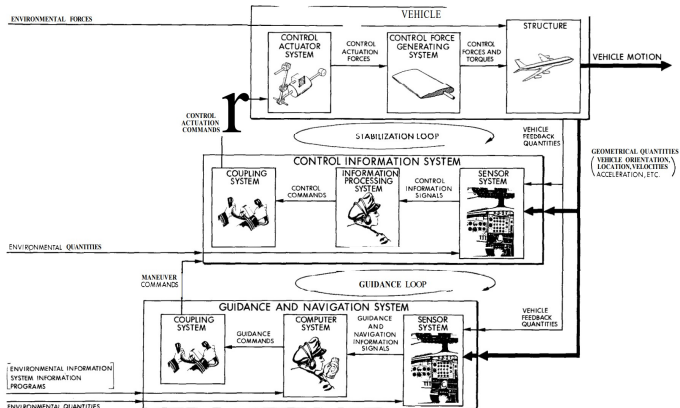 ENVIRONMENTAL FORCES
VEHICLE
CONTROL
ACTUATOR
SYSTEM
CONTROL
ACTUATION
FORCES
CONTROL FORCE
GENERATING
SYSTEM
CONTROL
FORCES AND
TORQUES
STRUCTURE
VEHICLE MOTION
r
CONTROL
ACTUATION
COMMANDS
STABILIZATION LOOP
VEHICLE
FEEDBACK
QUANTITIES
GEOMETRICAL QUANTITIES
( VEHICLE ORIENTATION,
LOCATION, VELOCITIES
ACCELERATION, ETC. )
CONTROL INFORMATION SYSTEM
COUPLING
SYSTEM
CONTROL
COMMANDS
INFORMATION
PROCESSING
SYSTEM
CONTROL
INFORMATION
SIGNALS
SENSOR
SYSTEM
ENVIRONMENTAL QUANTITIES
MANEUVER
COMMANDS
GUIDANCE LOOP
GUIDANCE AND NAVIGATION SYSTEM
COUPLING
SYSTEM
GUIDANCE
COMMANDS
COMPUTER
SYSTEM
GUIDANCE
AND
NAVIGATION
INFORMATION
SIGNALS
SENSOR
SYSTEM
VEHICLE
FEEDBACK
QUANTITIES
ENVIRONMENTAL INFORMATION
SYSTEM INFORMATION
PROGRAMS
ENVIRONMENTAL QUANTITIES